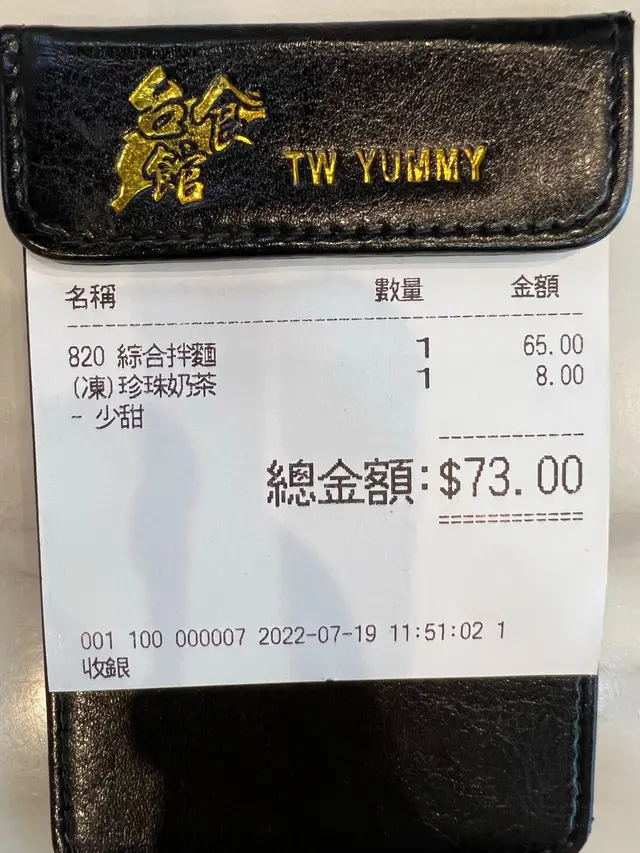 台食館
TW YUMMY
名稱 數量 金額
820 綜合拌麵 1 65.00
(凍)珍珠奶茶 1 8.00
- 少甜
總金額:$73.00
001 100 000007 2022-07-19 11:51:02 1
收銀